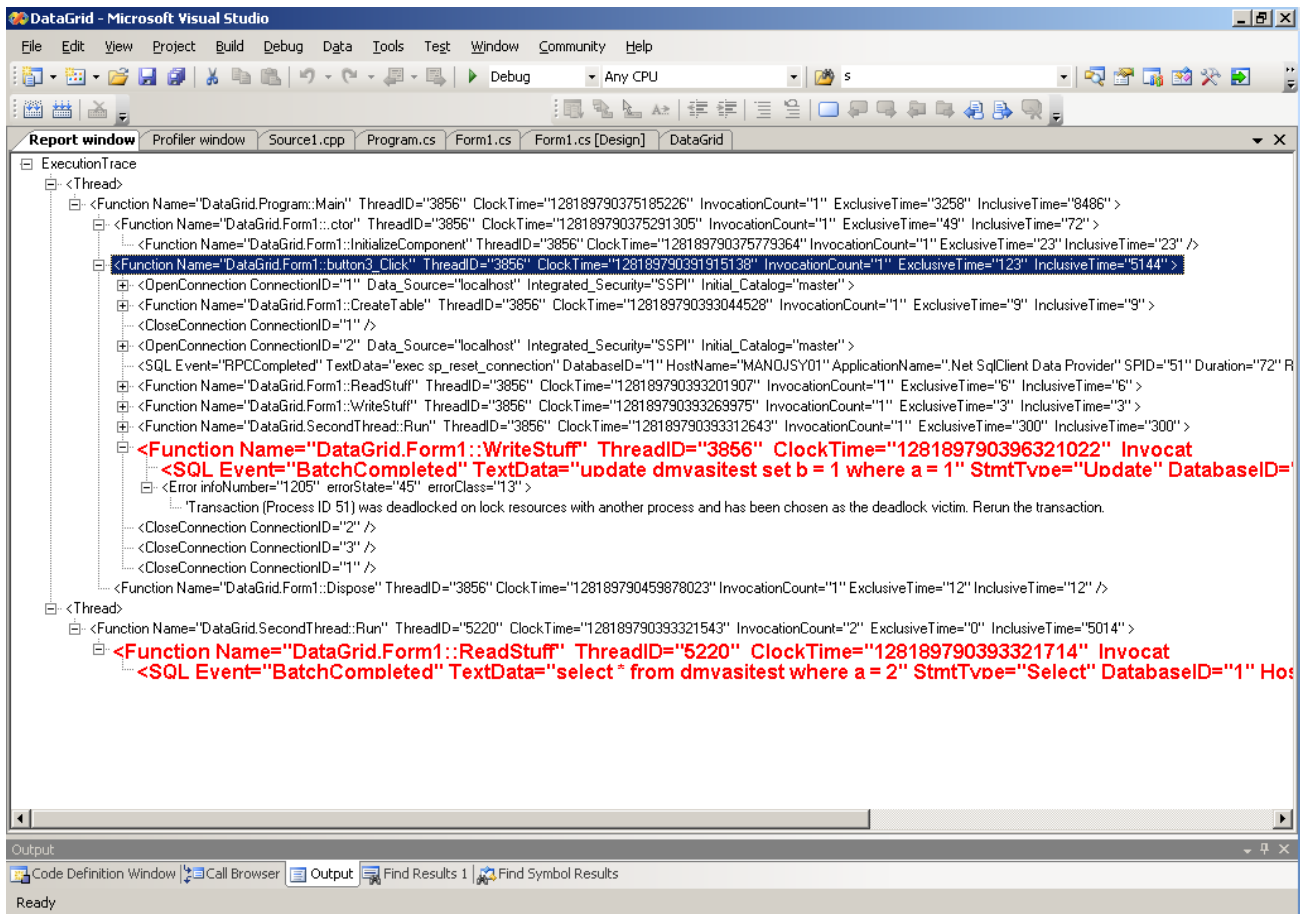 DataGrid - Microsoft Visual Studio
File Edit View Project Build Debug Data Tools Test Window Community Help
Debug Any CPU s
Report window Profiler window Source1.cpp Program.cs Form1.cs Form1.cs [Design] DataGrid
ExecutionTrace
<Thread>
<Function Name="DataGrid.Program::Main" ThreadID="3856" ClockTime="128189790375185226" InvocationCount="1" ExclusiveTime="3258" InclusiveTime="8486" >
<Function Name="DataGrid.Form1::.ctor" ThreadID="3856" ClockTime="128189790375291305" InvocationCount="1" ExclusiveTime="49" InclusiveTime="72" >
<Function Name="DataGrid.Form1::InitializeComponent" ThreadID="3856" ClockTime="128189790375779364" InvocationCount="1" ExclusiveTime="23" InclusiveTime="23" />
<Function Name="DataGrid.Form1::button3_Click" ThreadID="3856" ClockTime="128189790391915138" InvocationCount="1" ExclusiveTime="123" InclusiveTime="5144" >
<OpenConnection ConnectionID="1" Data_Source="localhost" Integrated_Security="SSPI" Initial_Catalog="master" >
<Function Name="DataGrid.Form1::CreateTable" ThreadID="3856" ClockTime="128189790393044528" InvocationCount="1" ExclusiveTime="9" InclusiveTime="9" >
<CloseConnection ConnectionID="1" />
<OpenConnection ConnectionID="2" Data_Source="localhost" Integrated_Security="SSPI" Initial_Catalog="master" >
<SQL Event="RPCCompleted" TextData="exec sp_reset_connection" DatabaseID="1" HostName="MANOJSY01" ApplicationName=".Net SqlClient Data Provider" SPID="51" Duration="72" R
<Function Name="DataGrid.Form1::ReadStuff" ThreadID="3856" ClockTime="128189790393201907" InvocationCount="1" ExclusiveTime="6" InclusiveTime="6" >
<Function Name="DataGrid.Form1::WriteStuff" ThreadID="3856" ClockTime="128189790393269975" InvocationCount="1" ExclusiveTime="3" InclusiveTime="3" >
<Function Name="DataGrid.SecondThread::Run" ThreadID="3856" ClockTime="128189790393312643" InvocationCount="1" ExclusiveTime="300" InclusiveTime="300" >
<Function Name="DataGrid.Form1::WriteStuff" ThreadID="3856" ClockTime="128189790396321022" Invocat
<SQL Event="BatchCompleted" TextData="update dmvasitest set b = 1 where a = 1" StmtType="Update" DatabaseID="
<Error infoNumber="1205" errorState="45" errorClass="13" >
'Transaction (Process ID 51) was deadlocked on lock resources with another process and has been chosen as the deadlock victim. Rerun the transaction.
<CloseConnection ConnectionID="2" />
<CloseConnection ConnectionID="3" />
<CloseConnection ConnectionID="1" />
<Function Name="DataGrid.Form1::Dispose" ThreadID="3856" ClockTime="128189790459878023" InvocationCount="1" ExclusiveTime="12" InclusiveTime="12" />
<Thread>
<Function Name="DataGrid.SecondThread::Run" ThreadID="5220" ClockTime="128189790393321543" InvocationCount="2" ExclusiveTime="0" InclusiveTime="5014" >
<Function Name="DataGrid.Form1::ReadStuff" ThreadID="5220" ClockTime="128189790393321714" Invocat
<SQL Event="BatchCompleted" TextData="select * from dmvasitest where a = 2" StmtType="Select" DatabaseID="1" Hos
Output
Code Definition Window Call Browser Output Find Results 1 Find Symbol Results
Ready